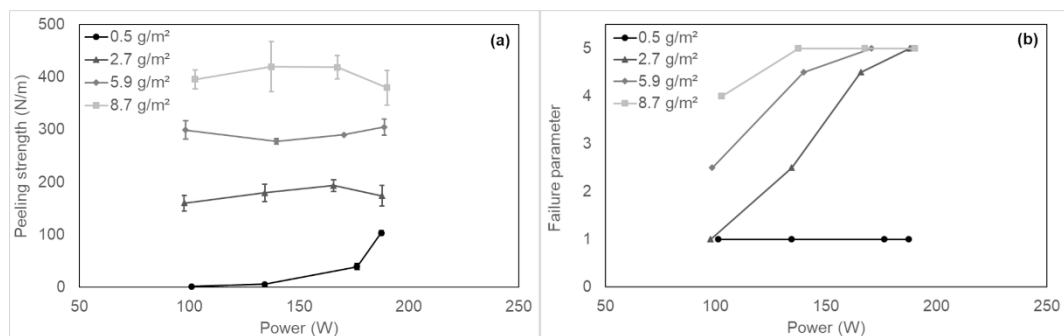 500
400
300
200
100
0
50
100
150
200
250
Power (W)
Peeling strength (N/m)
0.5 g/m²
2.7 g/m²
5.9 g/m²
8.7 g/m²
(a)
6
5
4
3
2
1
0
50
100
150
200
250
Power (W)
Failure parameter
0.5 g/m²
2.7 g/m²
5.9 g/m²
8.7 g/m²
(b)